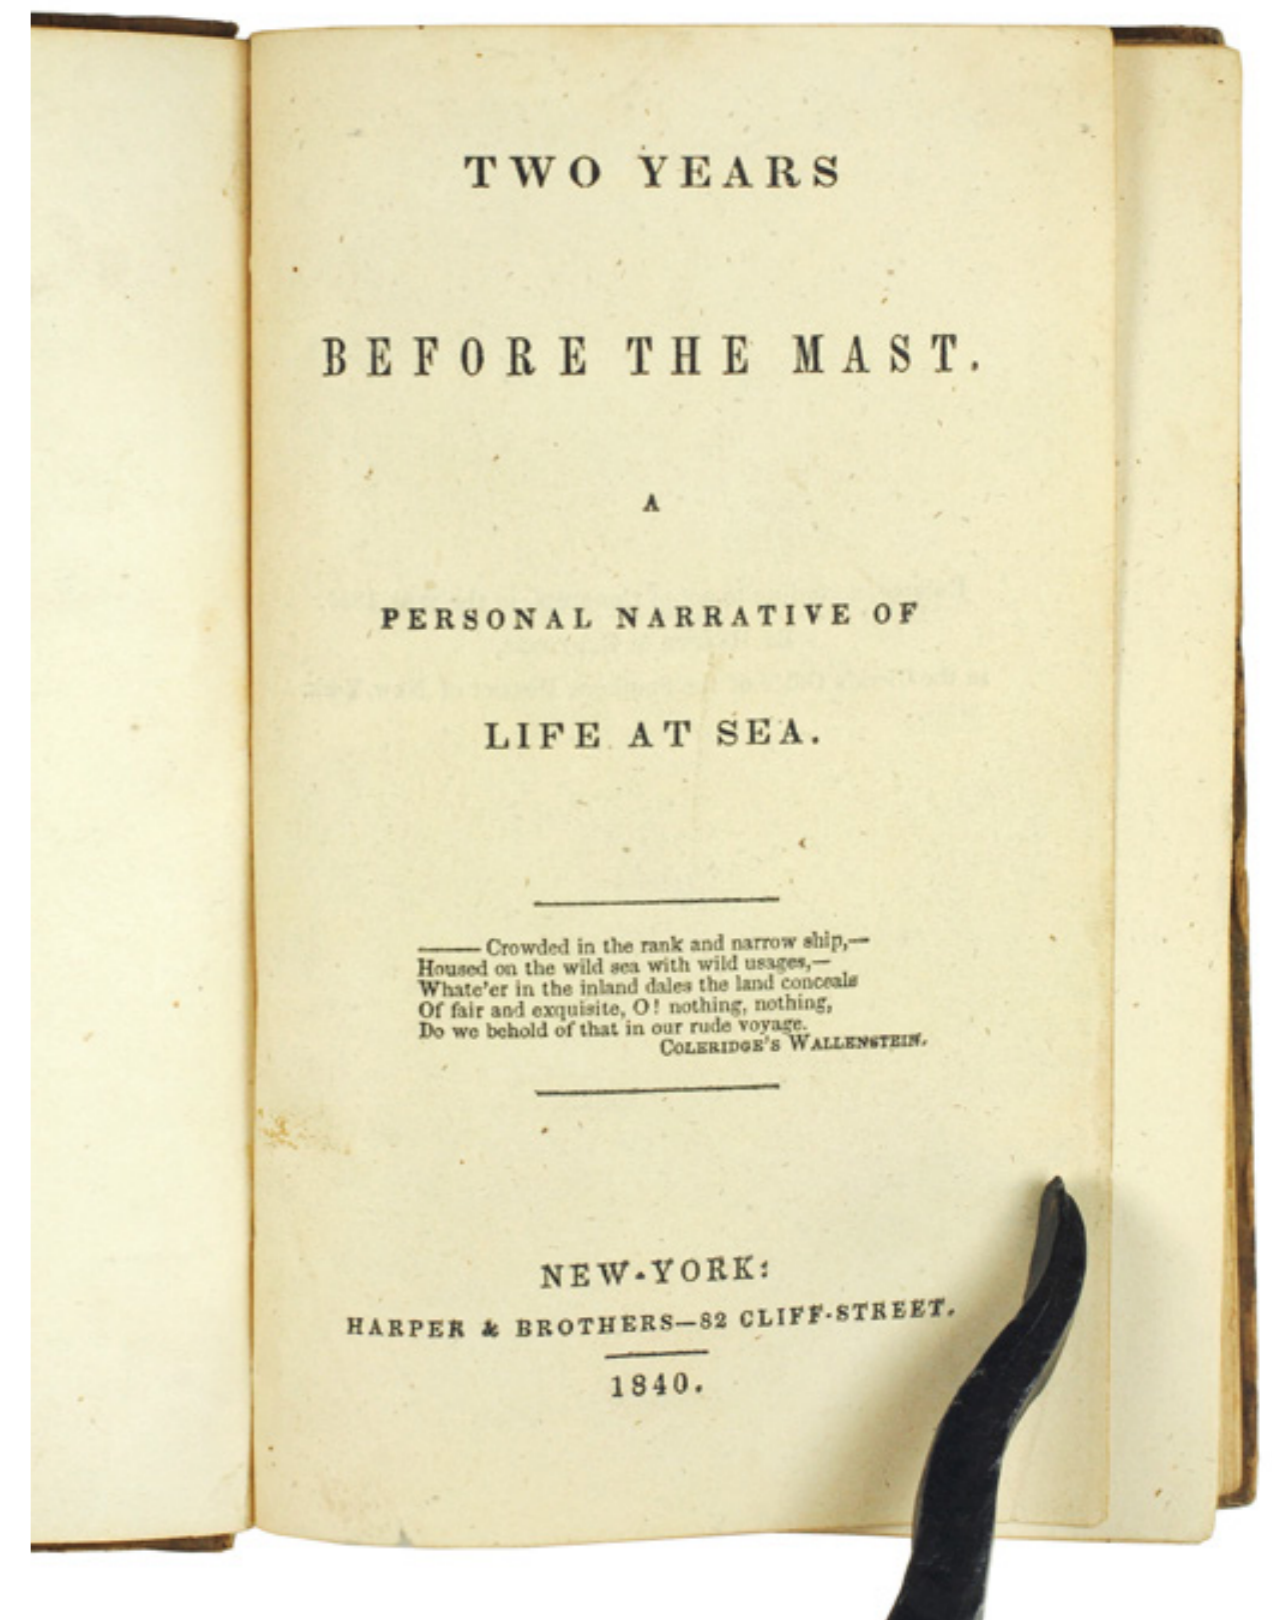 TWO YEARS
BEFORE THE MAST.
A
PERSONAL NARRATIVE OF
LIFE AT SEA.
——— Crowded in the rank and narrow ship,—
Housed on the wild sea with wild usages,—
Whate'er in the inland dales the land conceals
Of fair and exquisite, O! nothing, nothing,
Do we behold of that in our rude voyage.
COLERIDGE'S WALLENSTEIN.
NEW-YORK:
HARPER & BROTHERS—82 CLIFF-STREET.
1840.